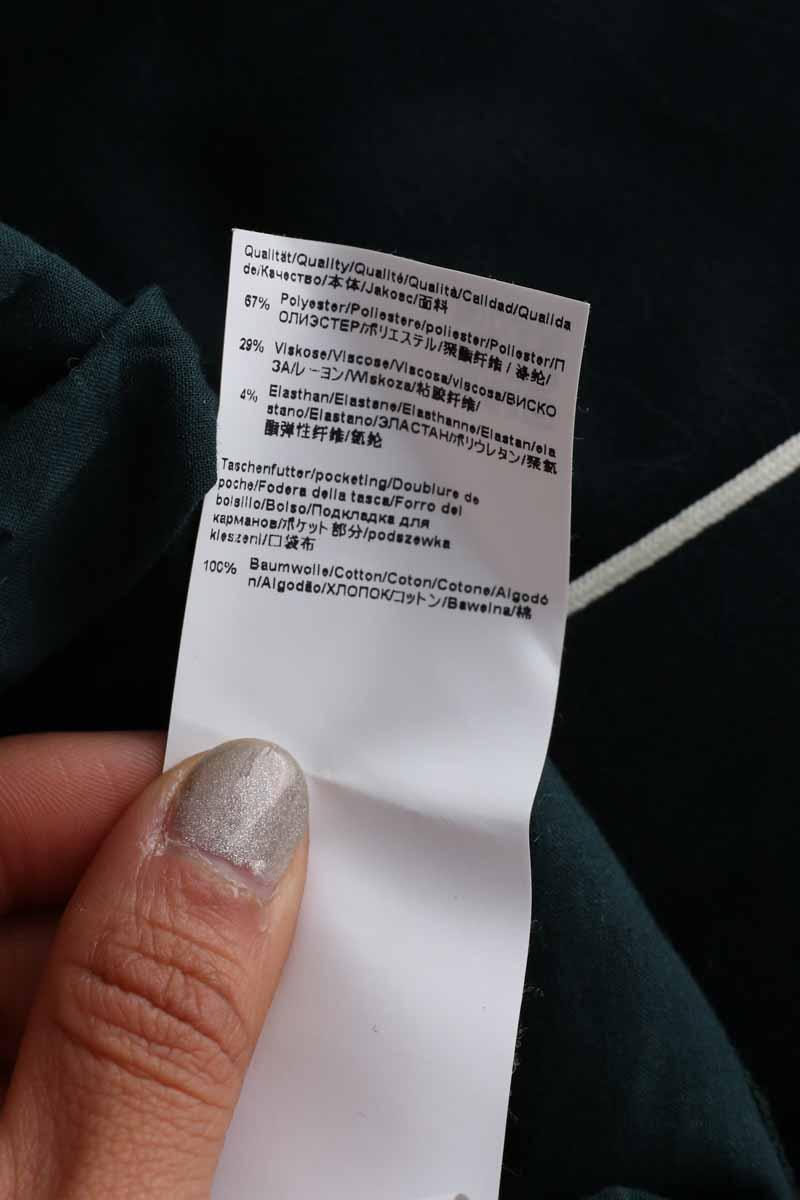 Qualität/Quality/Qualité/Qualità/Calidad/Qualida
de/Качество/本体/Jakosc/面料
67% Polyester/Poliestere/poliester/Poliester/П
ОЛИЭСТЕР/ポリエステル/聚酯纤维/涤纶/
29% Viskose/Viscose/Viscosa/viscosa/ВИСКО
ЗА/レーヨン/Wiskoza/粘胶纤维/
4% Elasthan/Elastane/Elasthanne/Elastan/ela
stano/Elastano/ЭЛАСТАН/ポリウレタン/聚氨
酯弹性纤维/氨纶
Taschenfutter/pocketing/Doublure de
poche/Fodera della tasca/Forro del
bolsillo/Bolso/Подкладка для
карманов/ポケット部分/podszewka
kieszeni/口袋布
100% Baumwolle/Cotton/Coton/Cotone/Algodó
n/Algodão/ХЛОПОК/コットン/Bawelna/棉